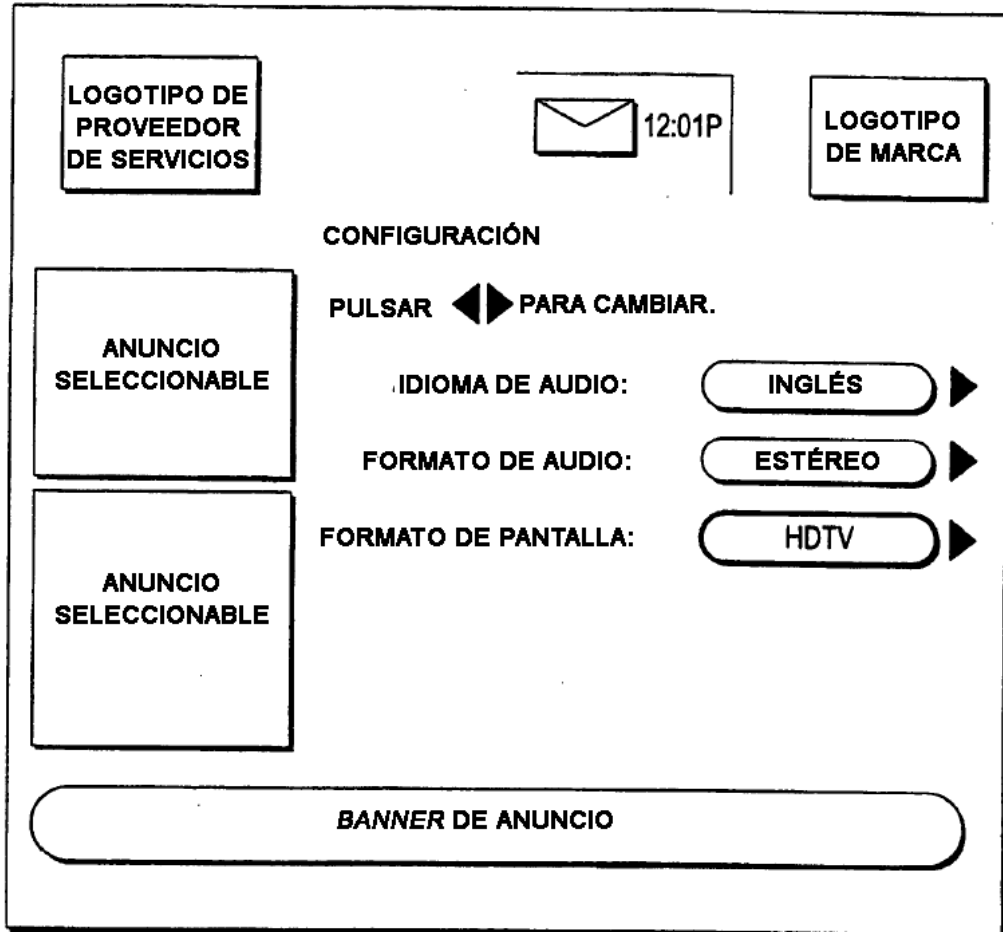 LOGOTIPO DE
PROVEEDOR
DE SERVICIOS
12:01P
LOGOTIPO
DE MARCA
CONFIGURACIÓN
PULSAR ◀▶ PARA CAMBIAR.
ANUNCIO
SELECCIONABLE
IDIOMA DE AUDIO: INGLÉS ▶
FORMATO DE AUDIO: ESTÉREO ▶
FORMATO DE PANTALLA: HDTV ▶
ANUNCIO
SELECCIONABLE
BANNER DE ANUNCIO